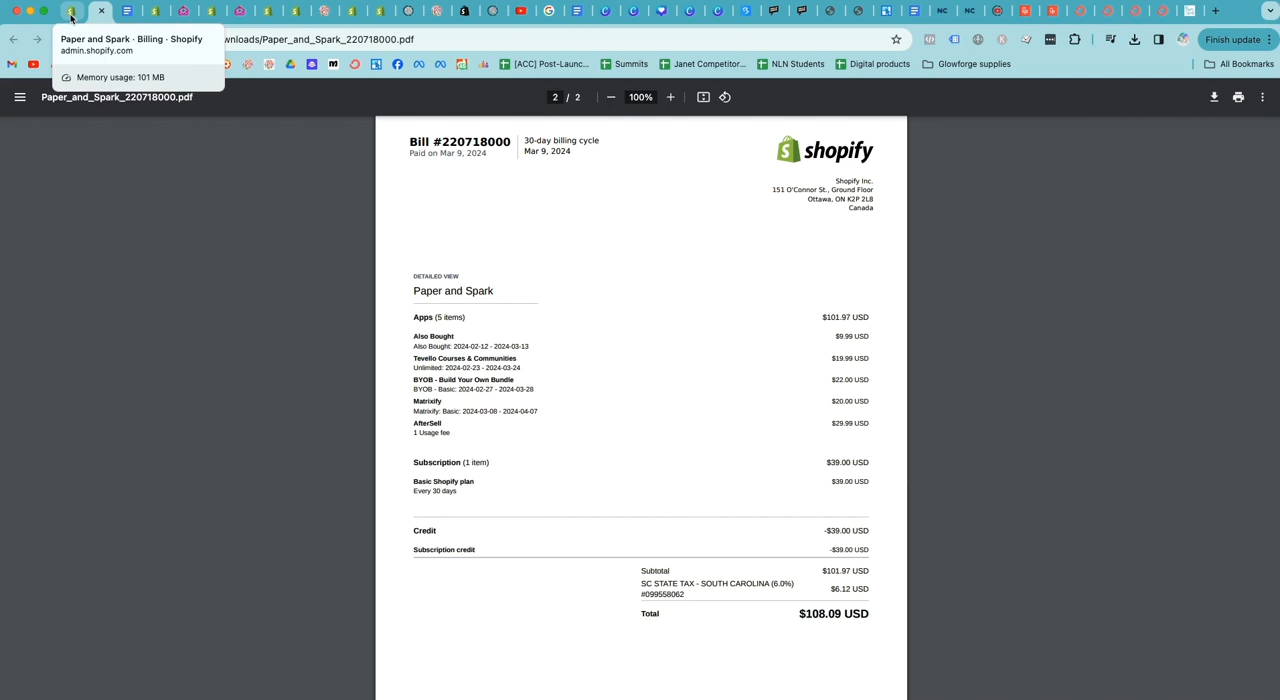 Paper and Spark · Billing · Shopify
admin.shopify.com
Memory usage: 101 MB
wnloads/Paper_and_Spark_220718000.pdf
Finish update
[ACC] Post-Launc...
Summits
Janet Competitor...
NLN Students
Digital products
Glowforge supplies
All Bookmarks
Paper_and_Spark_220718000.pdf
2 / 2
100%
Bill #220718000
Paid on Mar 9, 2024
30-day billing cycle
Mar 9, 2024
shopify
Shopify Inc.
151 O'Connor St., Ground Floor
Ottawa, ON K2P 2L8
Canada
DETAILED VIEW
Paper and Spark
Apps (5 items) $101.97 USD
Also Bought $9.99 USD
Also Bought: 2024-02-12 - 2024-03-13
Tevello Courses & Communities $19.99 USD
Unlimited: 2024-02-23 - 2024-03-24
BYOB - Build Your Own Bundle $22.00 USD
BYOB - Basic: 2024-02-27 - 2024-03-28
Matrixify $20.00 USD
Matrixify: Basic: 2024-03-08 - 2024-04-07
AfterSell $29.99 USD
1 Usage fee
Subscription (1 item) $39.00 USD
Basic Shopify plan $39.00 USD
Every 30 days
Credit -$39.00 USD
Subscription credit -$39.00 USD
Subtotal $101.97 USD
SC STATE TAX - SOUTH CAROLINA (6.0%) $6.12 USD
#099558062
Total $108.09 USD